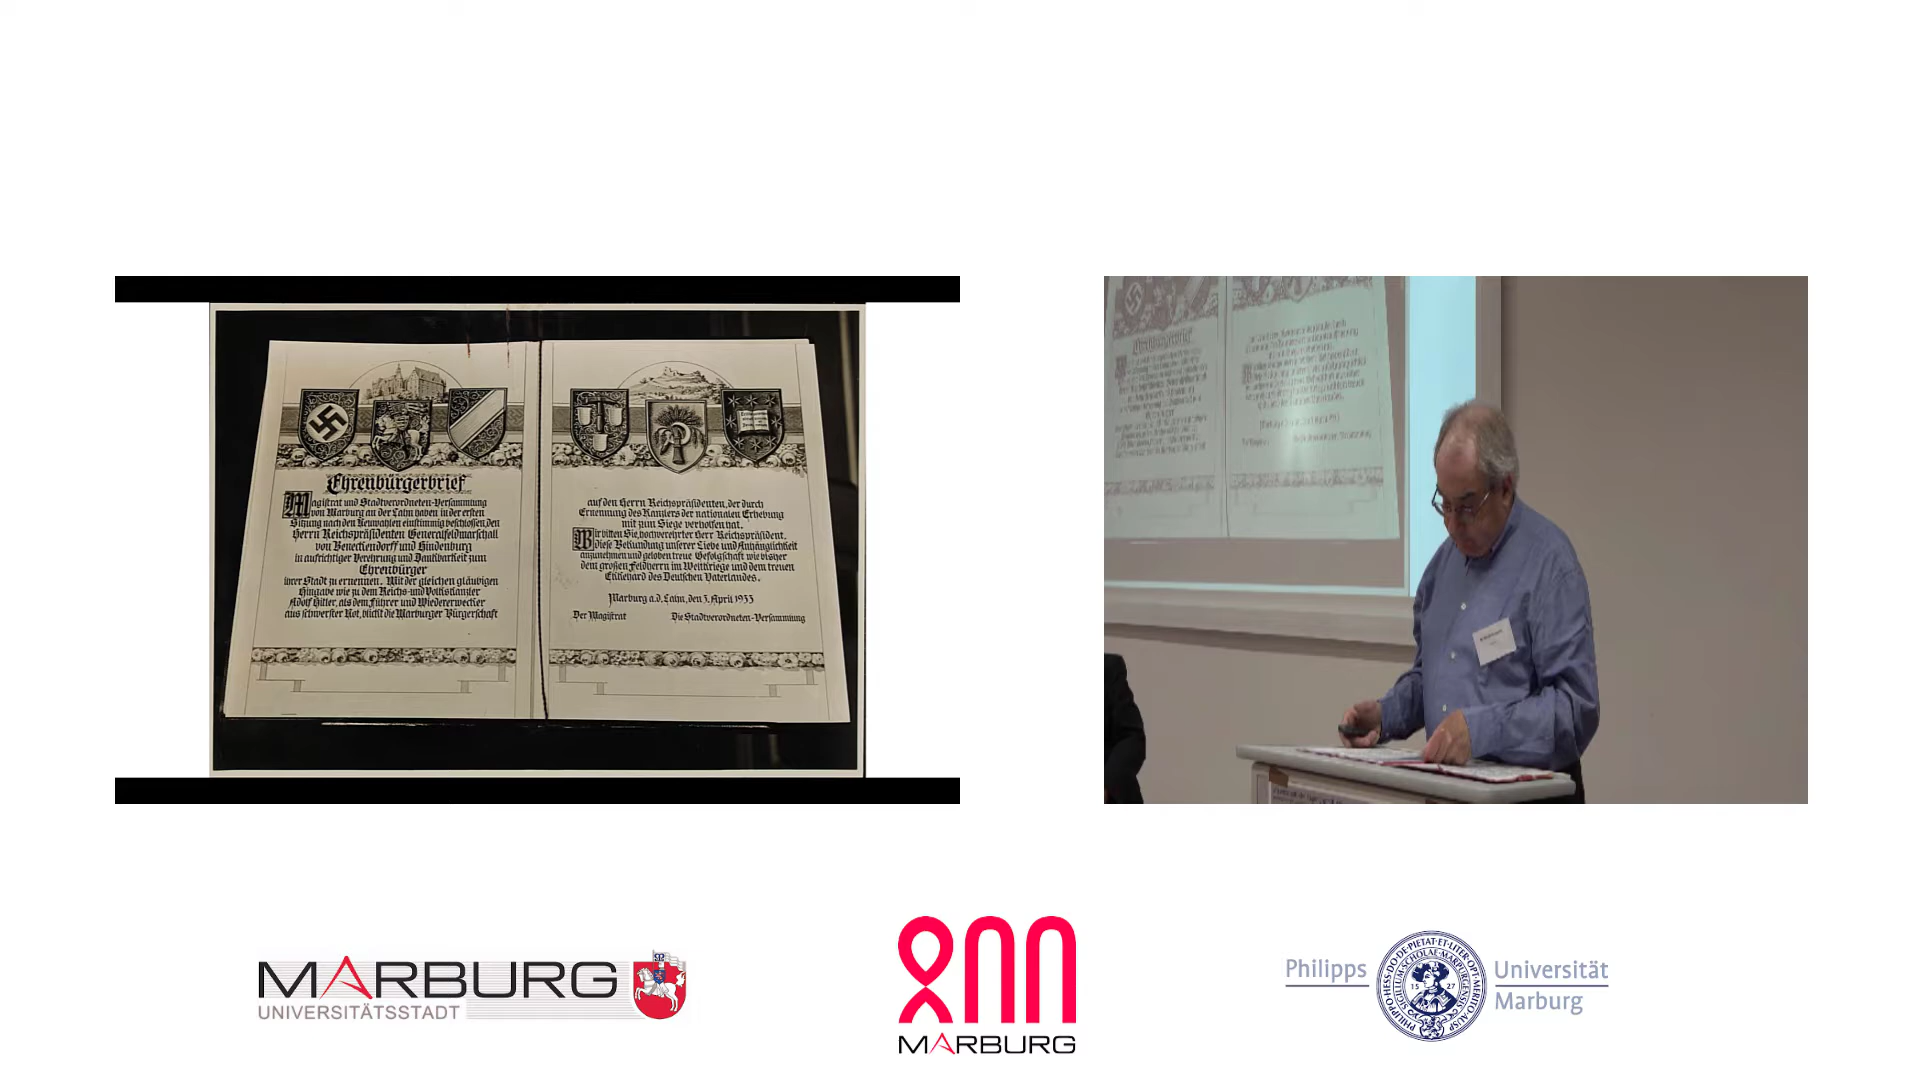 Ehrenbürgerbrief
Magistrat und Stadtverordneten-Versammlung
von Marburg an der Lahn haben in der ersten
Sitzung nach den Neuwahlen einstimmig beschlossen, den
Herrn Reichspräsidenten Generalfeldmarschall
von Beneckendorff und Hindenburg
in aufrichtiger Verehrung und Dankbarkeit zum
Ehrenbürger
ihrer Stadt zu ernennen. Mit der gleichen gläubigen
Hingabe wie zu dem Reichs- und Volkskanzler
Adolf Hitler, als dem Führer und Wiedererwecker
aus schwerster Not, blickt die Marburger Bürgerschaft
auf den Herrn Reichspräsidenten, der durch
Ernennung des Kanzlers der nationalen Erhebung
mit zum Siege verholfen hat.
Wir bitten Sie, hochverehrter Herr Reichspräsident,
diese Bekundung unserer Liebe und Anhänglichkeit
anzunehmen und geloben treue Gefolgschaft wie bisher
dem großen Feldherrn im Weltkriege und dem treuen
Ekkehard des Deutschen Vaterlandes.
Marburg a.d. Lahn, den 3. April 1933
Der Magistrat Die Stadtverordneten-Versammlung
Ehrenbürgerbrief
MARBURG
UNIVERSITÄTSSTADT
MARBURG
Philipps Universität
Marburg
15 27